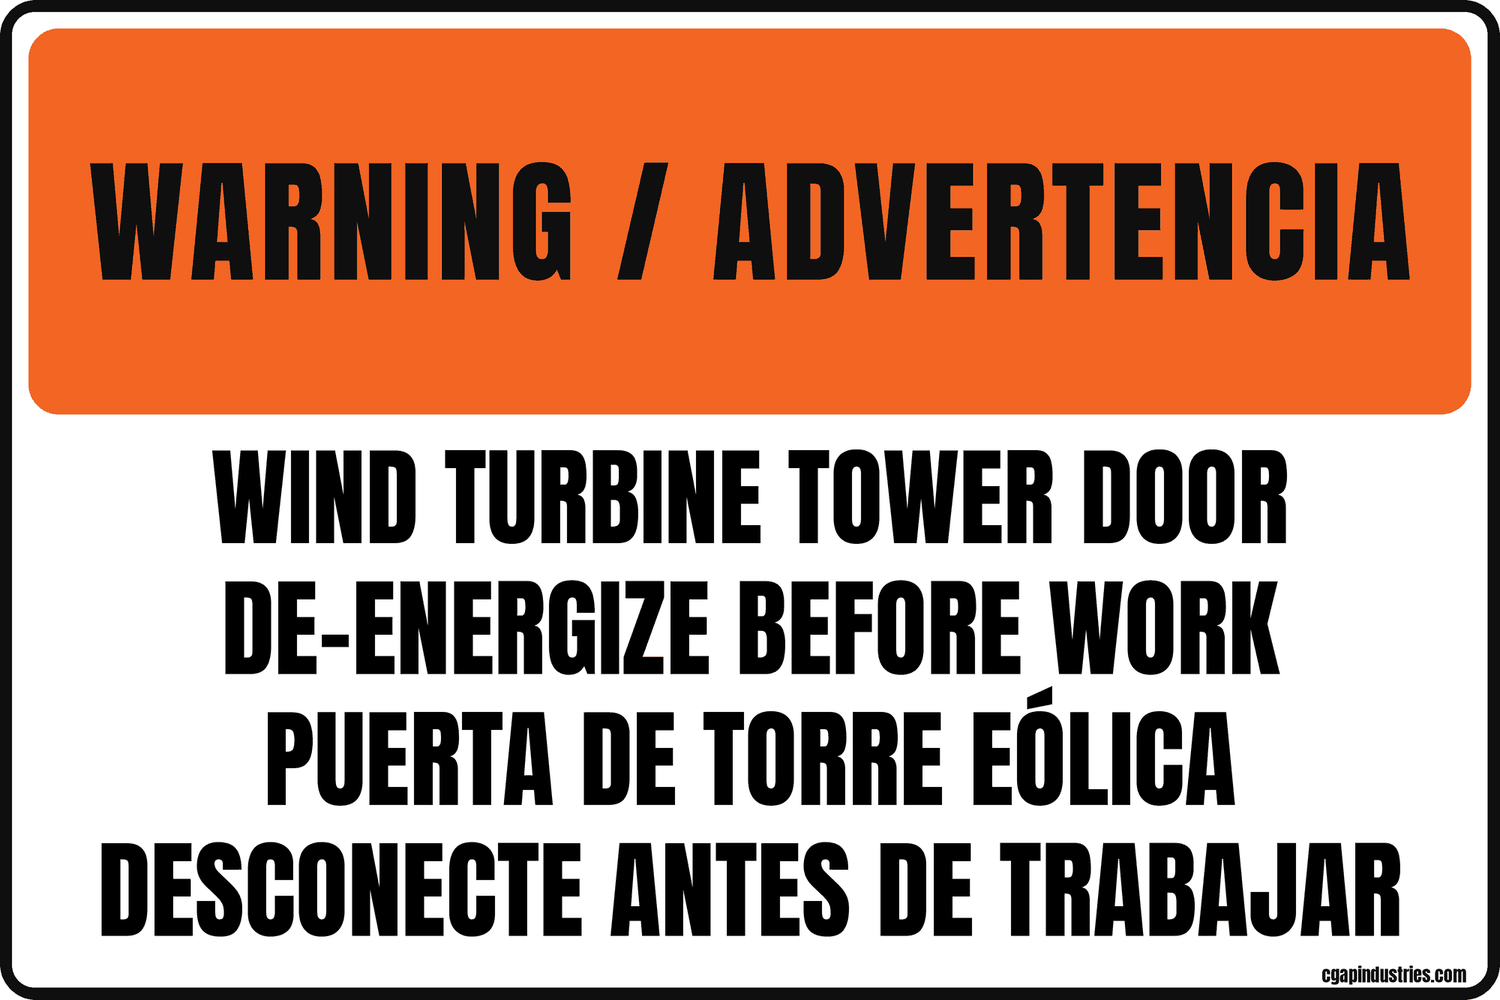 WARNING / ADVERTENCIA
WIND TURBINE TOWER DOOR
DE-ENERGIZE BEFORE WORK
PUERTA DE TORRE EÓLICA
DESCONECTE ANTES DE TRABAJAR
cgapindustries.com